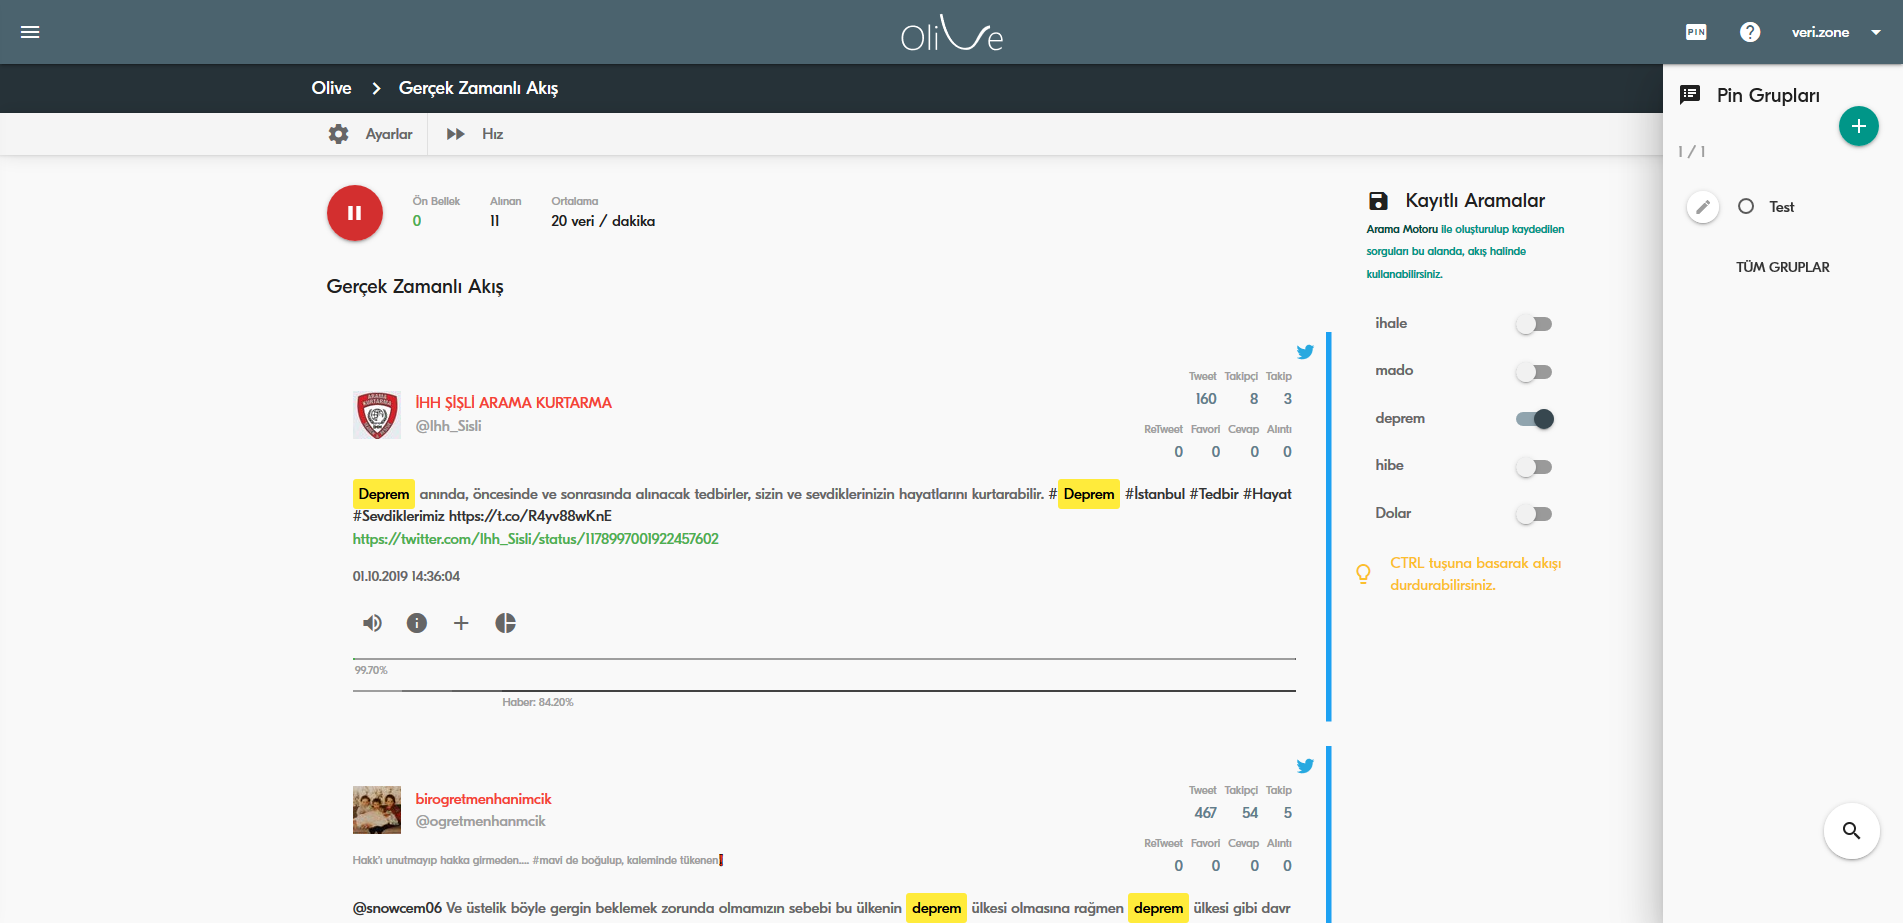 Olive
PIN
?
veri.zone
Olive > Gerçek Zamanlı Akış
Ayarlar
Hız
Ön Bellek
Alınan
Ortalama
0
11
20 veri / dakika
Gerçek Zamanlı Akış
Tweet Takipçi Takip
160 8 3
ReTweet Favori Cevap Alıntı
0 0 0 0
ARAMA
KURTARMA
İHH ŞİŞLİ ARAMA KURTARMA
@Ihh_Sisli
Deprem anında, öncesinde ve sonrasında alınacak tedbirler, sizin ve sevdiklerinizin hayatlarını kurtarabilir. #Deprem #İstanbul #Tedbir #Hayat
#Sevdiklerimiz https://t.co/R4yv88wKnE
https://twitter.com/Ihh_Sisli/status/1178997001922457602
01.10.2019 14:36:04
99.70%
Haber: 84.20%
Tweet Takipçi Takip
467 54 5
ReTweet Favori Cevap Alıntı
0 0 0 0
birogretmenhanimcik
@ogretmenhanmcik
Hakk'ı unutmayıp hakka girmeden.... #mavi de boğulup, kaleminde tükenen
@snowcem06 Ve üstelik böyle gergin beklemek zorunda olmamızın sebebi bu ülkenin deprem ülkesi olmasına rağmen deprem ülkesi gibi davr
Kayıtlı Aramalar
Arama Motoru ile oluşturulup kaydedilen
sorguları bu alanda, akış halinde
kullanabilirsiniz.
ihale
mado
deprem
hibe
Dolar
CTRL tuşuna basarak akışı
durdurabilirsiniz.
Pin Grupları
1 / 1
Test
TÜM GRUPLAR